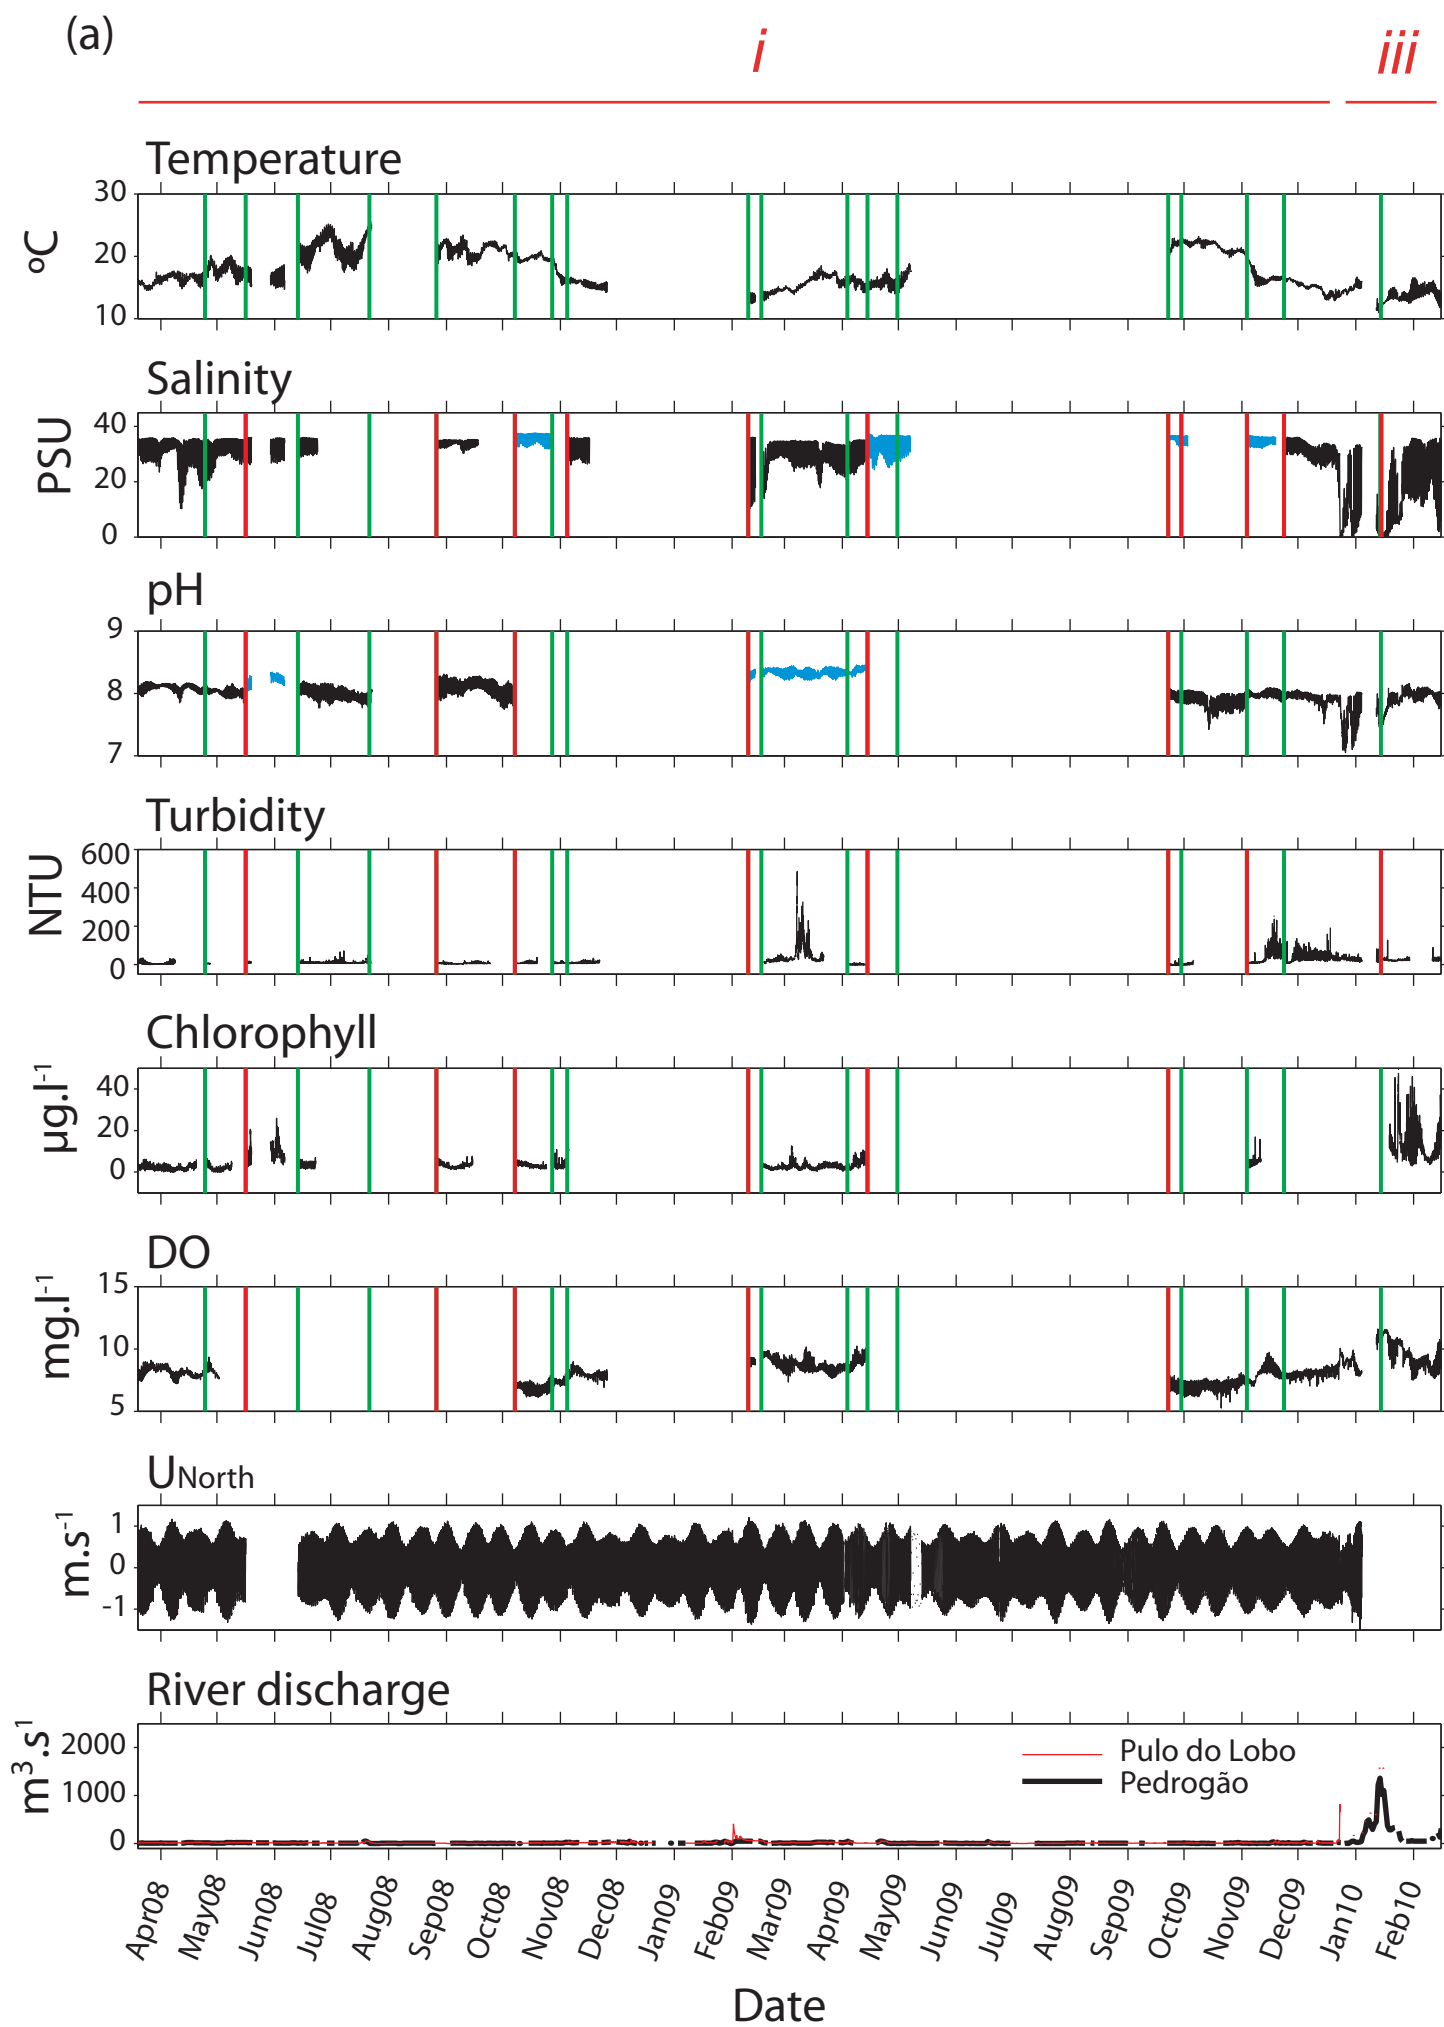 (a)
i
iii
Temperature
ºC
30
20
10
Salinity
PSU
40
20
0
pH
9
8
7
Turbidity
NTU
600
400
200
0
Chlorophyll
µg.l-1
40
20
0
DO
mg.l-1
15
10
5
UNorth
m.s-1
1
0
-1
River discharge
m3.s1
2000
1000
0
Pulo do Lobo
Pedrogão
Apr08 May08 Jun08 Jul08 Aug08 Sep08 Oct08 Nov08 Dec08 Jan09 Feb09 Mar09 Apr09 May09 Jun09 Jul09 Aug09 Sep09 Oct09 Nov09 Dec09 Jan10 Feb10
Date